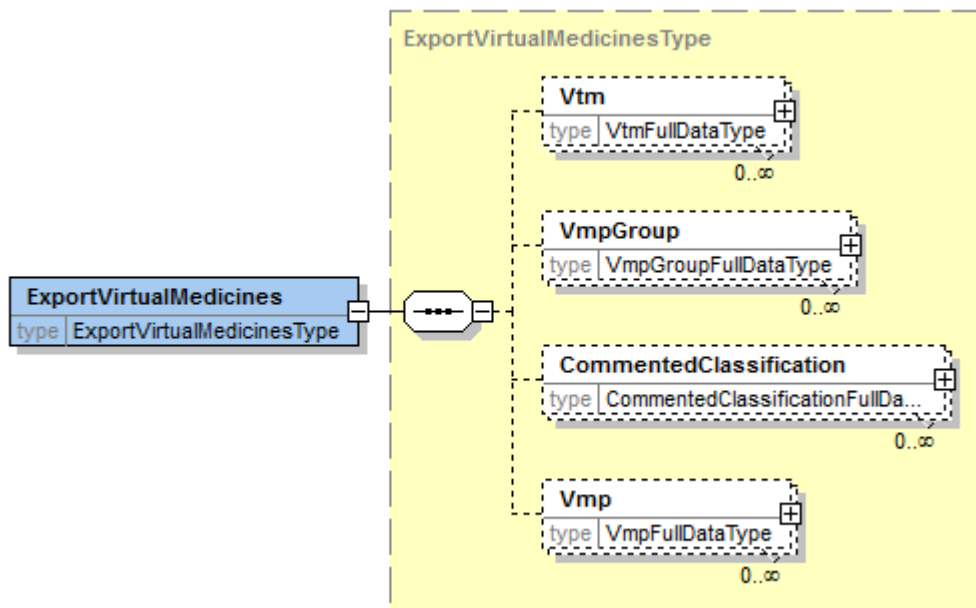 ExportVirtualMedicinesType
Vtm
type VtmFullDataType
0..∞
VmpGroup
type VmpGroupFullDataType
0..∞
ExportVirtualMedicines
type ExportVirtualMedicinesType
CommentedClassification
type CommentedClassificationFullDa...
0..∞
Vmp
type VmpFullDataType
0..∞